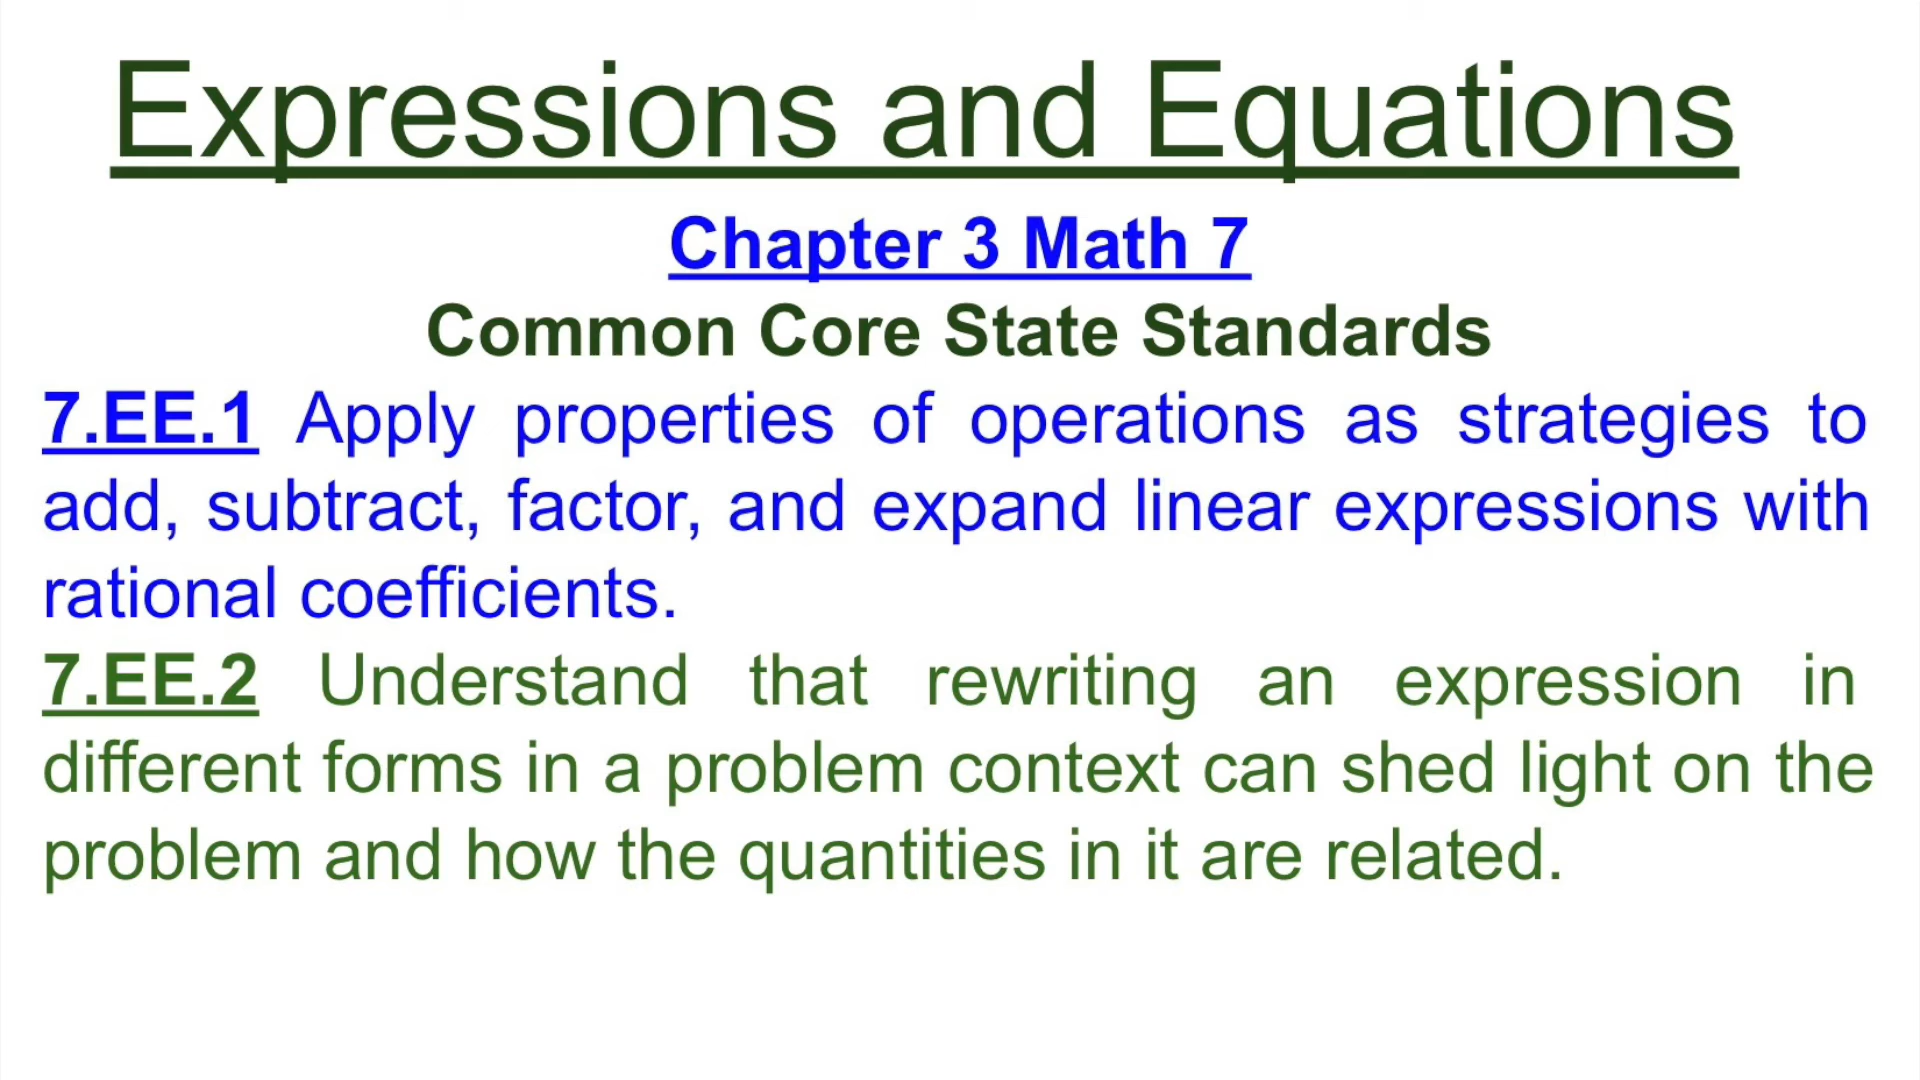 Expressions and Equations
Chapter 3 Math 7
Common Core State Standards
7.EE.1 Apply properties of operations as strategies to
add, subtract, factor, and expand linear expressions with
rational coefficients.
7.EE.2 Understand that rewriting an expression in
different forms in a problem context can shed light on the
problem and how the quantities in it are related.